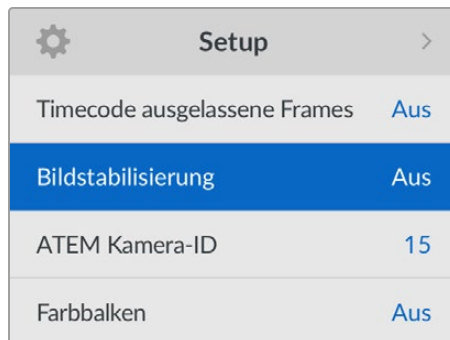 Setup
Timecode ausgelassene Frames Aus
Bildstabilisierung Aus
ATEM Kamera-ID 15
Farbbalken Aus